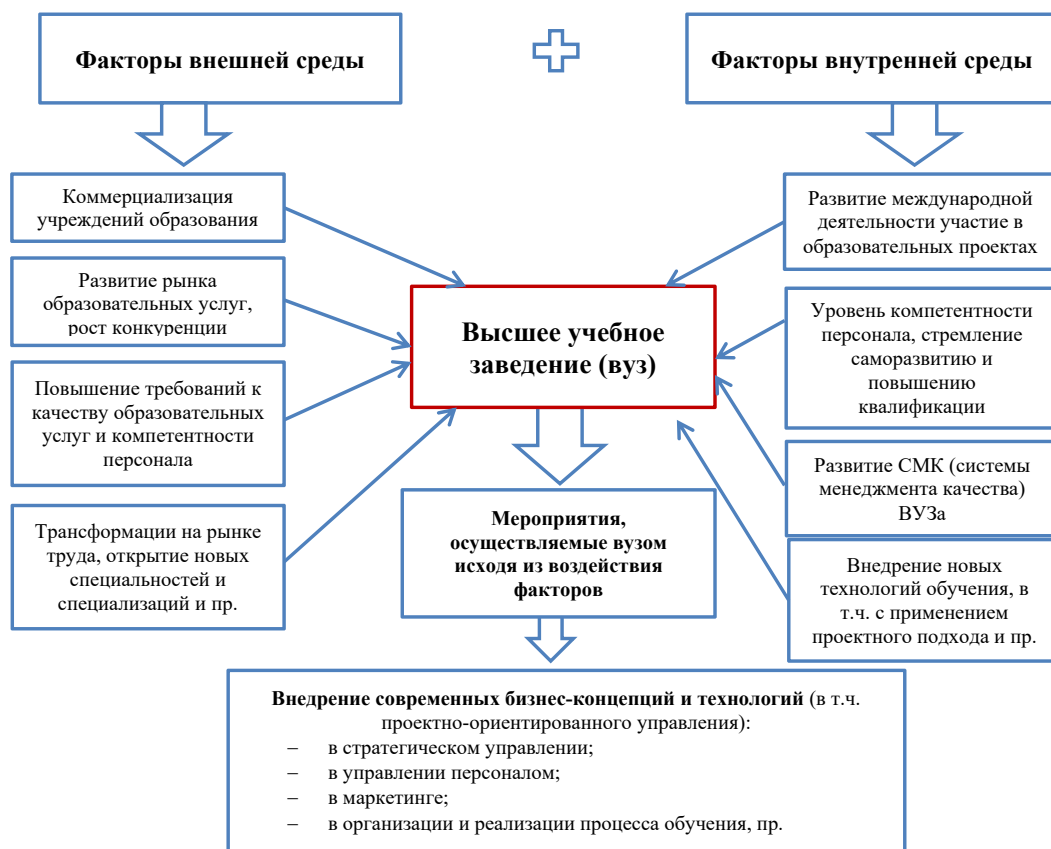 Факторы внешней среды
Факторы внутренней среды
Коммерциализация
учреждений образования
Развитие рынка
образовательных услуг,
рост конкуренции
Повышение требований к
качеству образовательных
услуг и компетентности
персонала
Трансформации на рынке
труда, открытие новых
специальностей и
специализаций и пр.
Высшее учебное
заведение (вуз)
Мероприятия,
осуществляемые вузом
исходя из воздействия
факторов
Развитие международной
деятельности участие в
образовательных проектах
Уровень компетентности
персонала, стремление
саморазвитию и
повышению
квалификации
Развитие СМК (системы
менеджмента качества)
ВУЗа
Внедрение новых
технологий обучения, в
т.ч. с применением
проектного подхода и пр.
Внедрение современных бизнес-концепций и технологий (в т.ч.
проектно-ориентированного управления):
– в стратегическом управлении;
– в управлении персоналом;
– в маркетинге;
– в организации и реализации процесса обучения, пр.